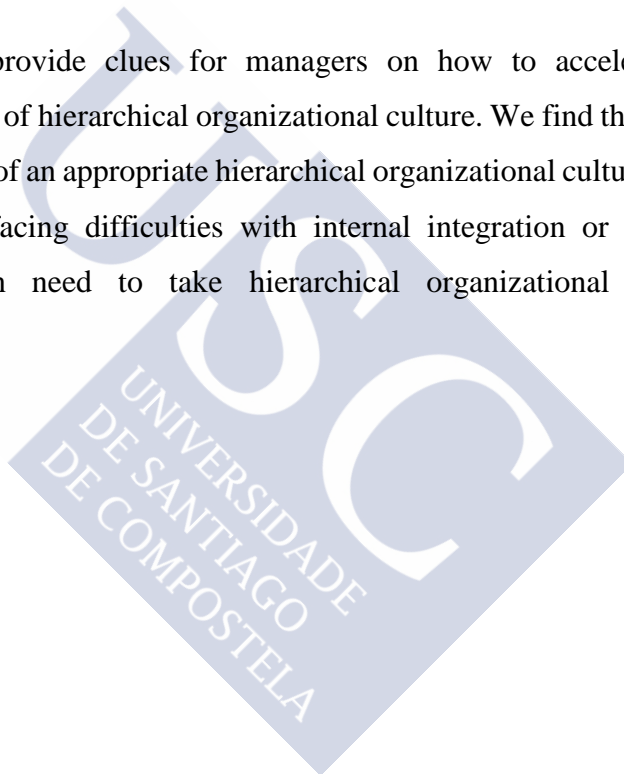 provide clues for managers on how to accele
of hierarchical organizational culture. We find th
of an appropriate hierarchical organizational cultu
facing difficulties with internal integration or
need to take hierarchical organizational
USC
UNIVERSIDADE
DE SANTIAGO
DE COMPOSTELA